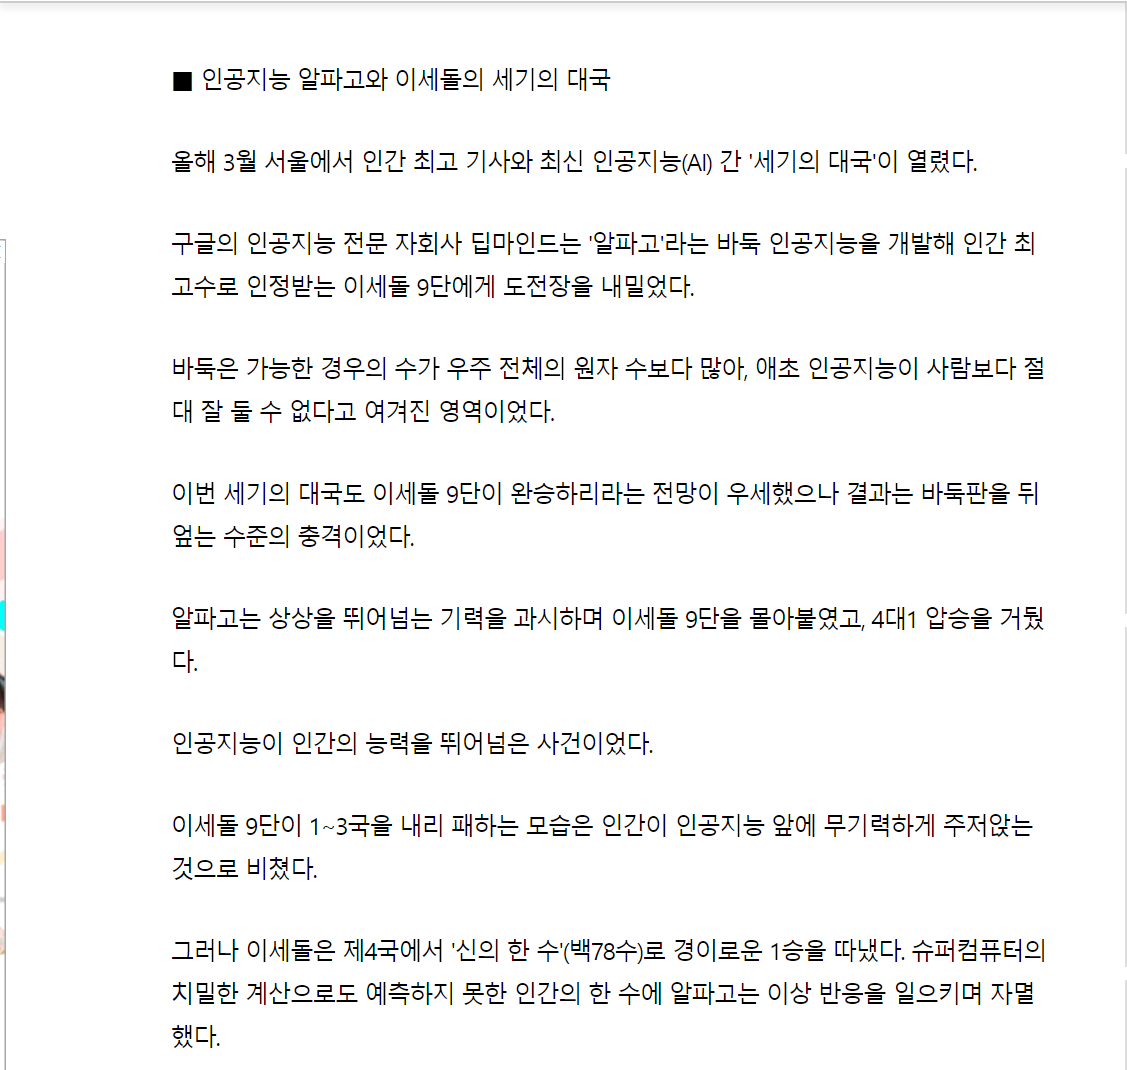 ■ 인공지능 알파고와 이세돌의 세기의 대국
올해 3월 서울에서 인간 최고 기사와 최신 인공지능(AI) 간 '세기의 대국'이 열렸다.
구글의 인공지능 전문 자회사 딥마인드는 '알파고'라는 바둑 인공지능을 개발해 인간 최
고수로 인정받는 이세돌 9단에게 도전장을 내밀었다.
바둑은 가능한 경우의 수가 우주 전체의 원자 수보다 많아, 애초 인공지능이 사람보다 절
대 잘 둘 수 없다고 여겨진 영역이었다.
이번 세기의 대국도 이세돌 9단이 완승하리라는 전망이 우세했으나 결과는 바둑판을 뒤
엎는 수준의 충격이었다.
알파고는 상상을 뛰어넘는 기력을 과시하며 이세돌 9단을 몰아붙였고, 4대1 압승을 거뒀
다.
인공지능이 인간의 능력을 뛰어넘은 사건이었다.
이세돌 9단이 1~3국을 내리 패하는 모습은 인간이 인공지능 앞에 무기력하게 주저앉는
것으로 비쳤다.
그러나 이세돌은 제4국에서 '신의 한 수'(백78수)로 경이로운 1승을 따냈다. 슈퍼컴퓨터의
치밀한 계산으로도 예측하지 못한 인간의 한 수에 알파고는 이상 반응을 일으키며 자멸
했다.